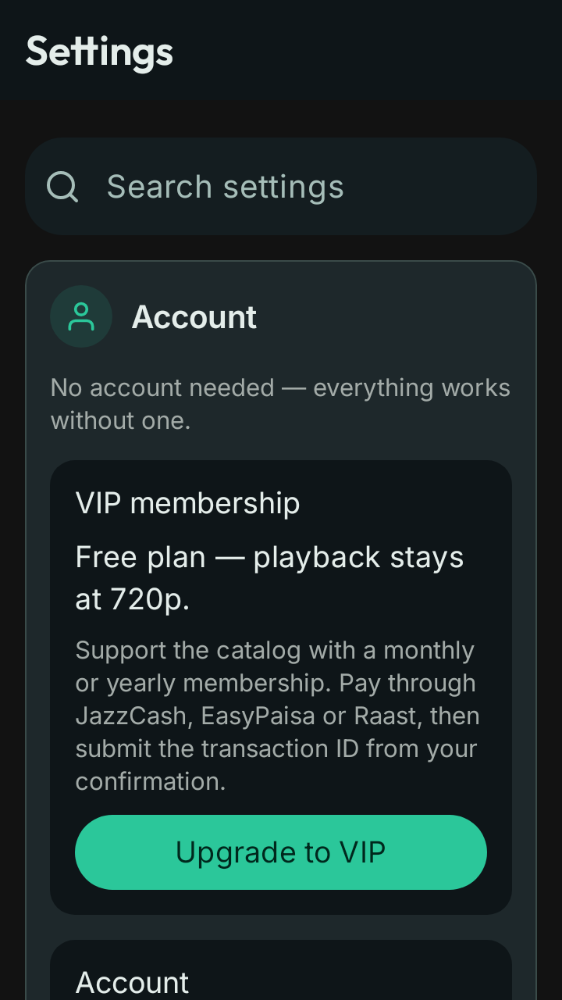 Settings
Search settings
Account
No account needed — everything works
without one.
VIP membership
Free plan — playback stays
at 720p.
Support the catalog with a monthly
or yearly membership. Pay through
JazzCash, EasyPaisa or Raast, then
submit the transaction ID from your
confirmation.
Upgrade to VIP
Account